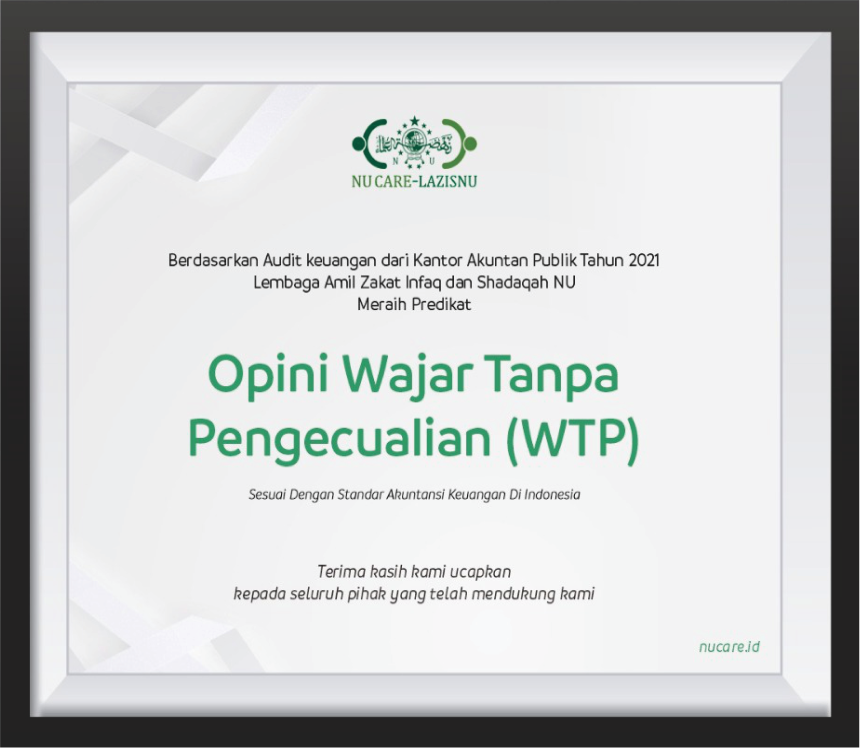 N U
NU CARE-LAZISNU
Berdasarkan Audit keuangan dari Kantor Akuntan Publik Tahun 2021
Lembaga Amil Zakat Infaq dan Shadaqah NU
Meraih Predikat
Opini Wajar Tanpa
Pengecualian (WTP)
Sesuai Dengan Standar Akuntansi Keuangan Di Indonesia
Terima kasih kami ucapkan
kepada seluruh pihak yang telah mendukung kami
nucare.id